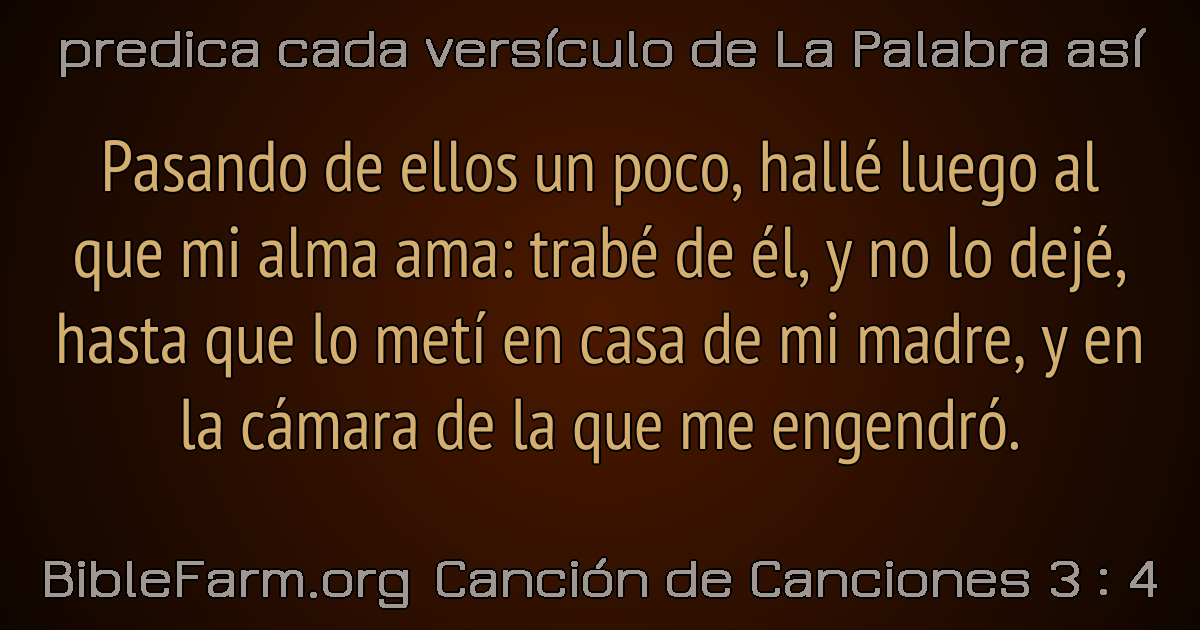 predica cada versículo de La Palabra así
Pasando de ellos un poco, hallé luego al
que mi alma ama: trabé de él, y no lo dejé,
hasta que lo metí en casa de mi madre, y en
la cámara de la que me engendró.
BibleFarm.org Canción de Canciones 3 : 4